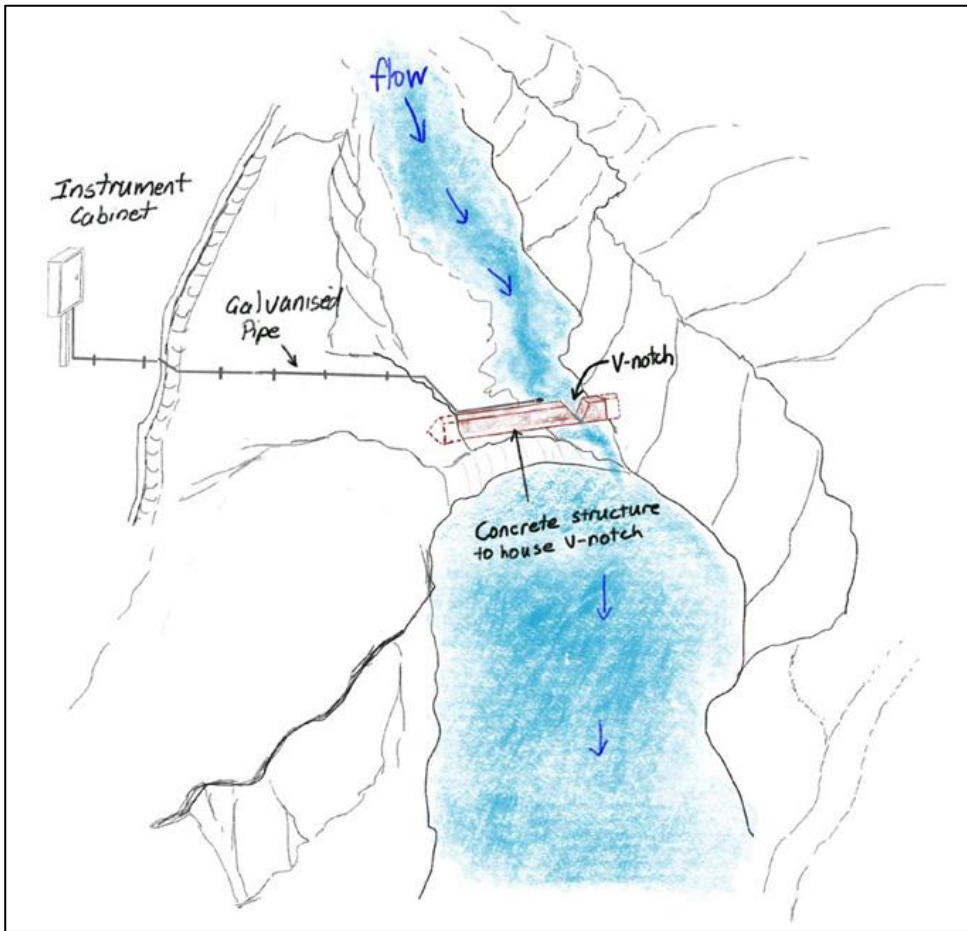 flow
Instrument
Cabinet
Galvanised
Pipe
V-notch
Concrete structure
to house V-notch